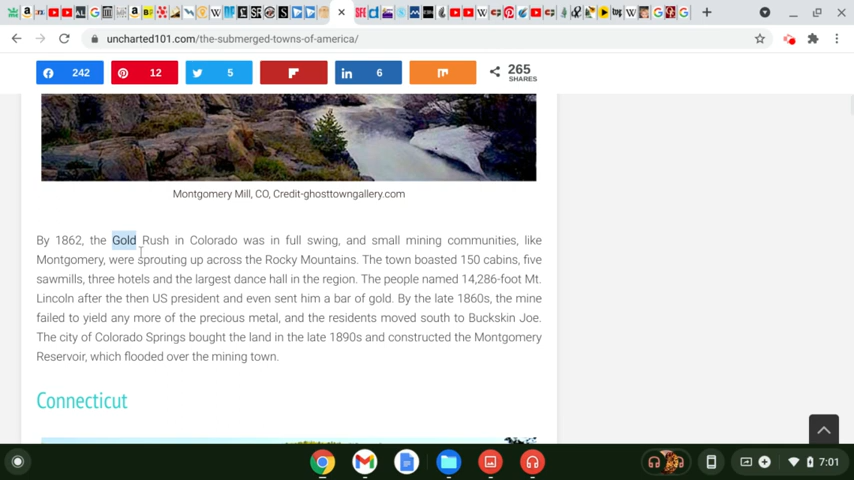 uncharted101.com/the-submerged-towns-of-america/
242
12
5
6
265
SHARES
Montgomery Mill, CO, Credit-ghosttowngallery.com
By 1862, the Gold Rush in Colorado was in full swing, and small mining communities, like
Montgomery, were sprouting up across the Rocky Mountains. The town boasted 150 cabins, five
sawmills, three hotels and the largest dance hall in the region. The people named 14,286-foot Mt.
Lincoln after the then US president and even sent him a bar of gold. By the late 1860s, the mine
failed to yield any more of the precious metal, and the residents moved south to Buckskin Joe.
The city of Colorado Springs bought the land in the late 1890s and constructed the Montgomery
Reservoir, which flooded over the mining town.
Connecticut
7:01